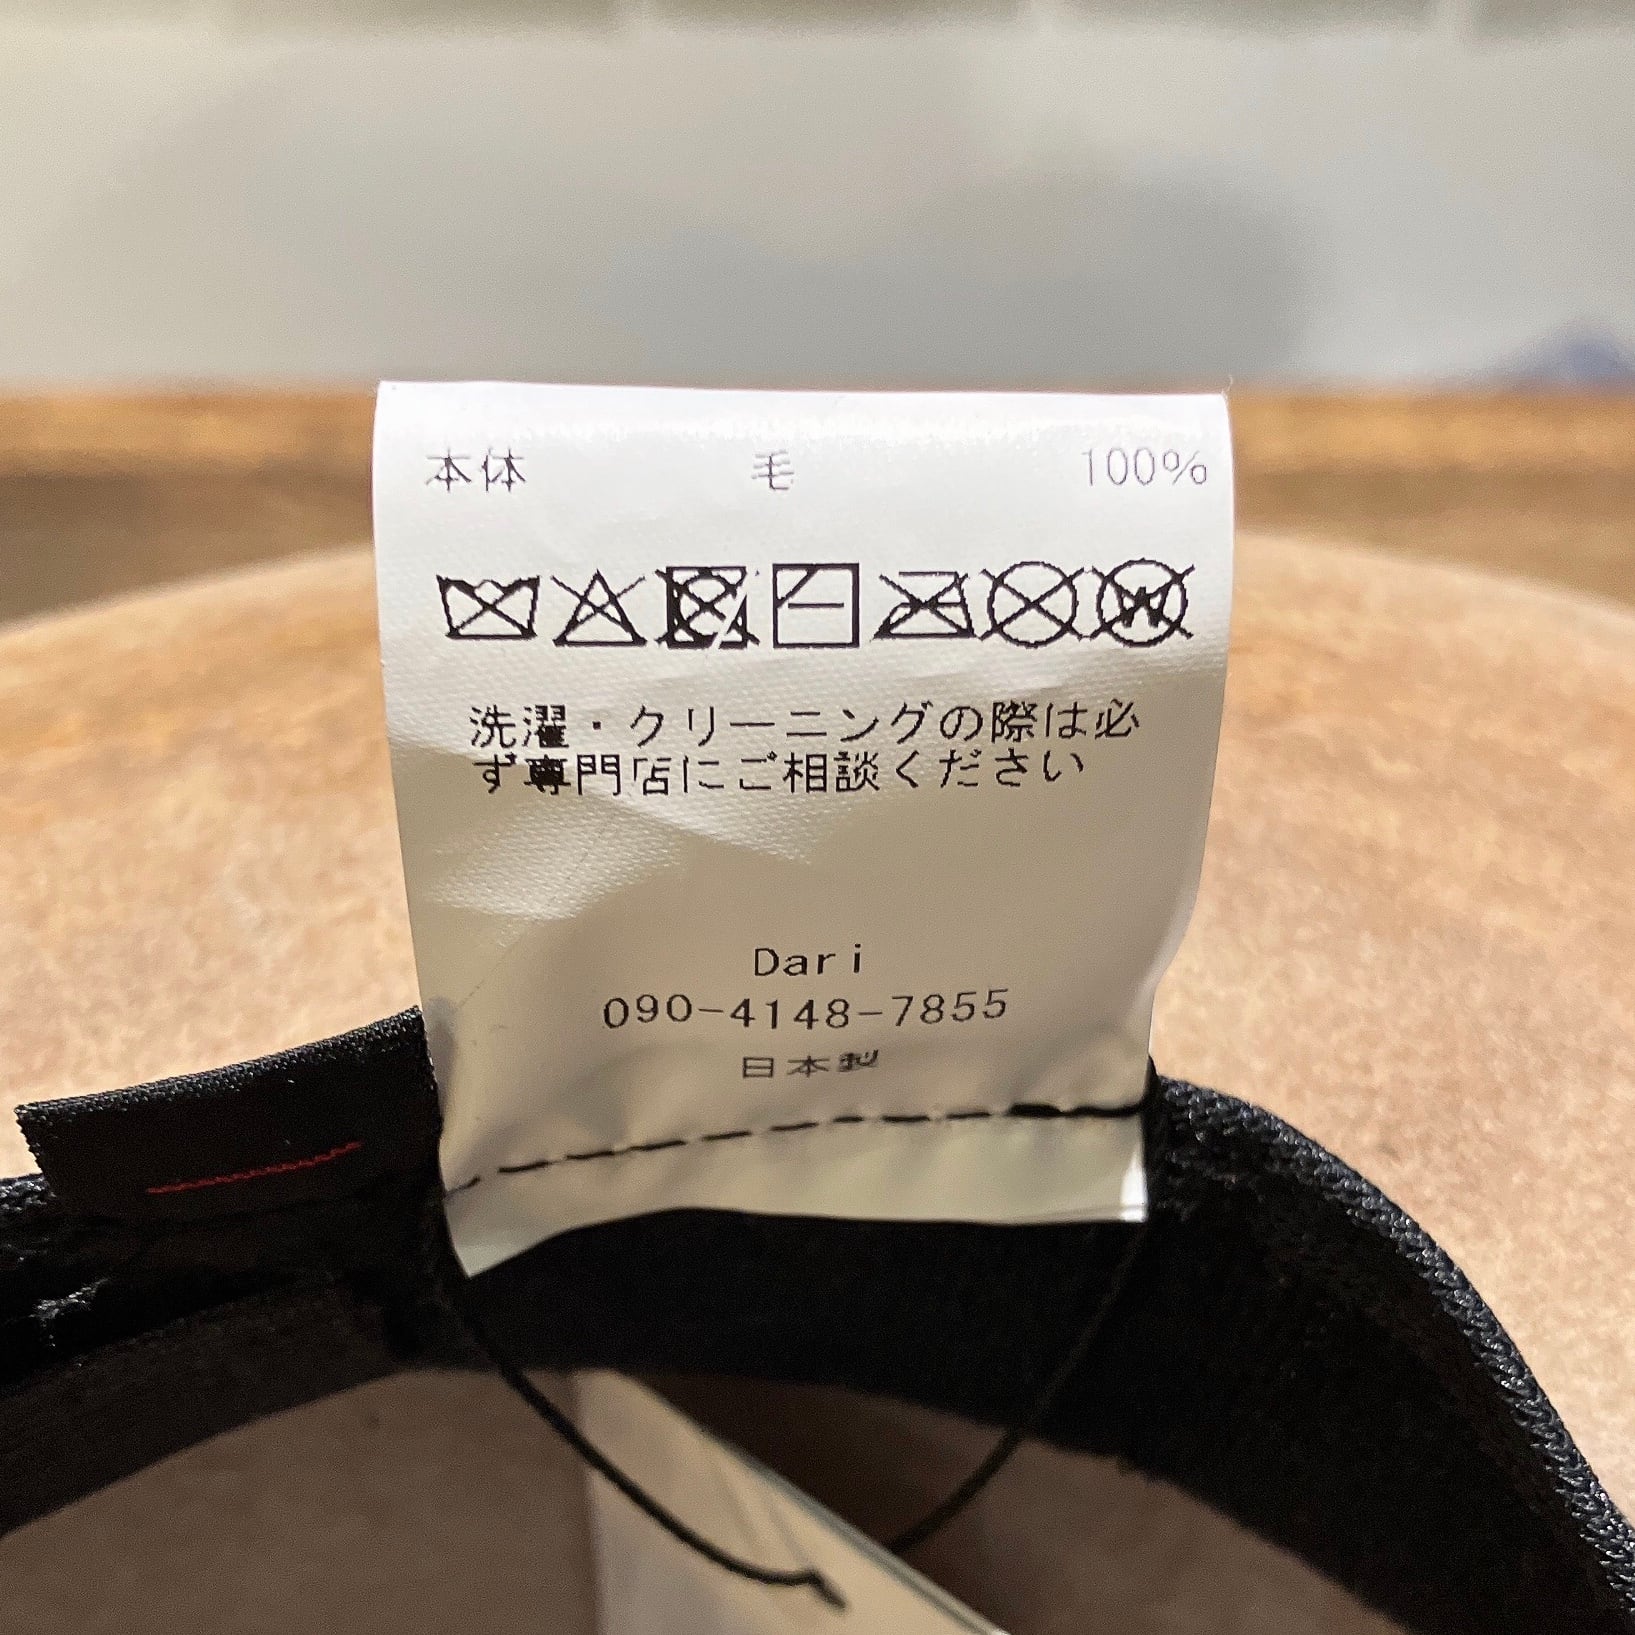 本体 毛 100%
洗濯・クリーニングの際は必
ず専門店にご相談ください
Dari
090-4148-7855
日本製